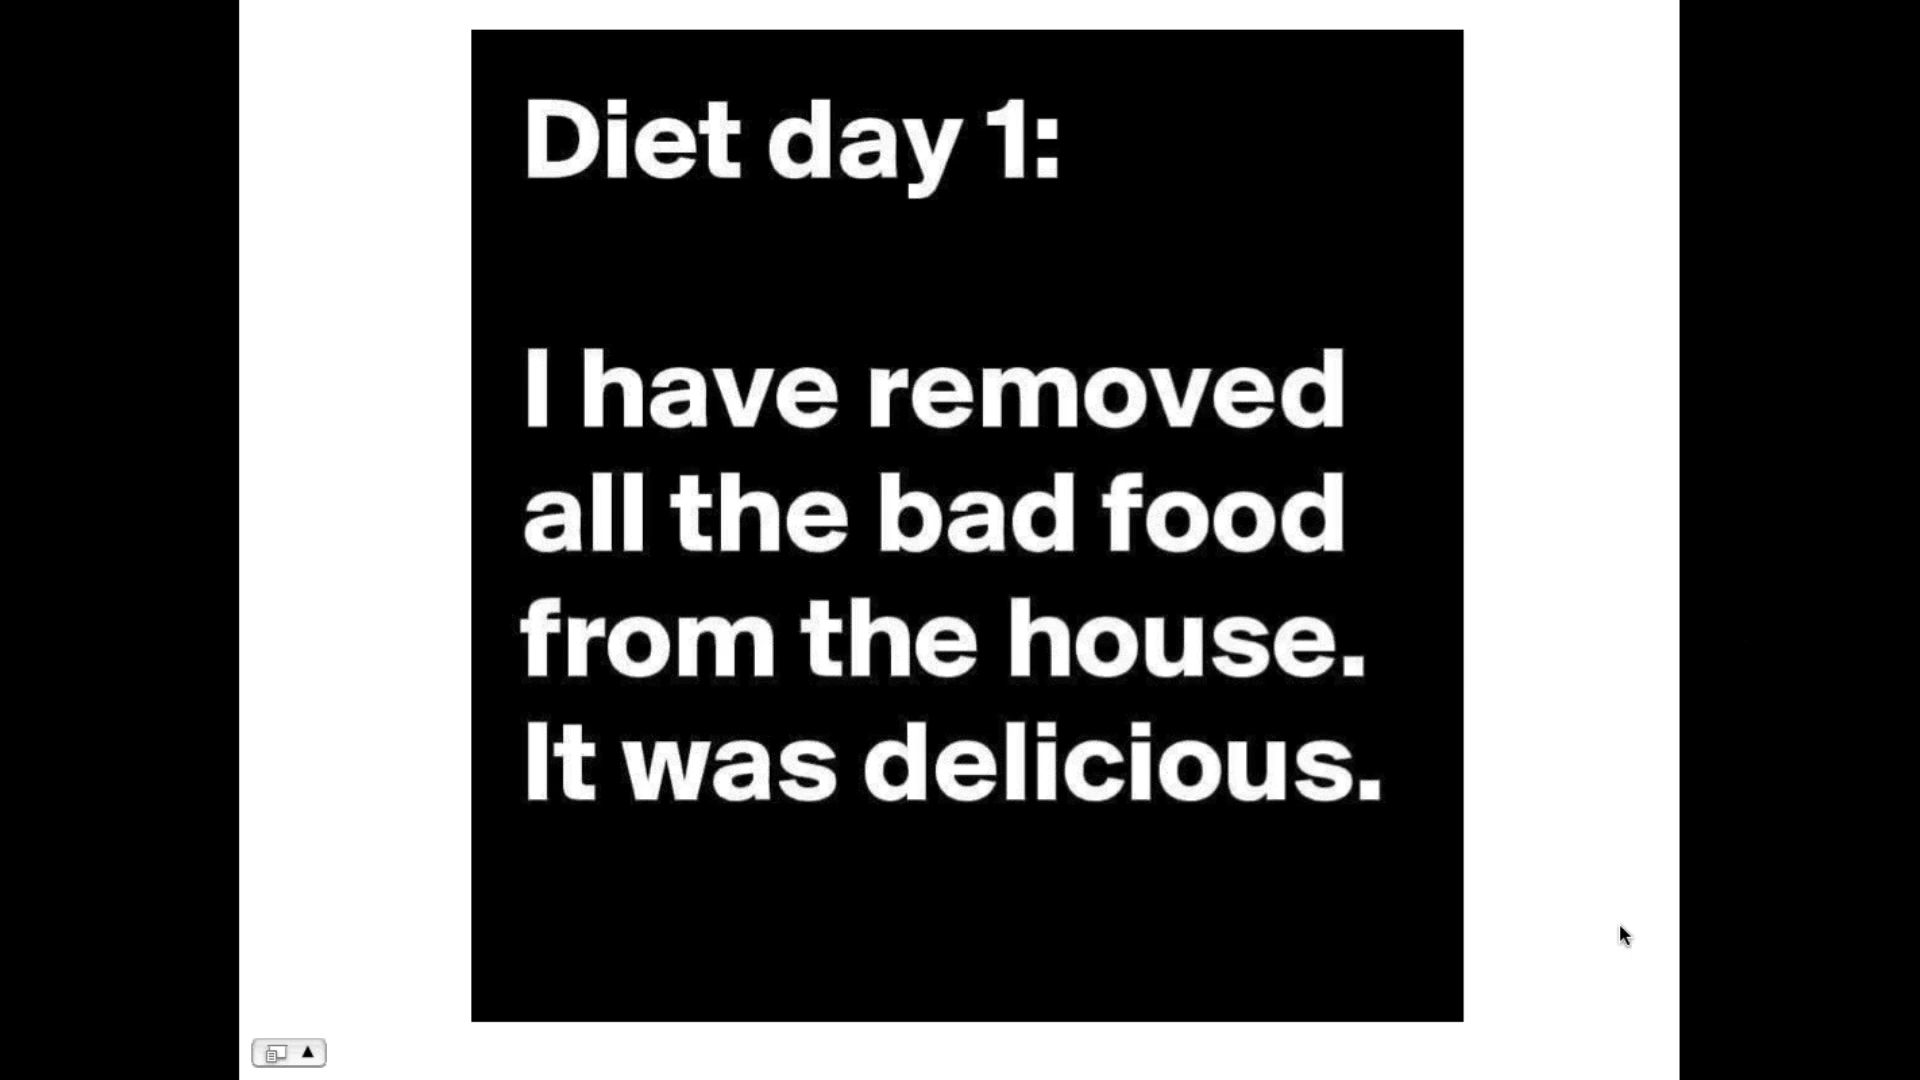 Diet day 1:
I have removed
all the bad food
from the house.
It was delicious.